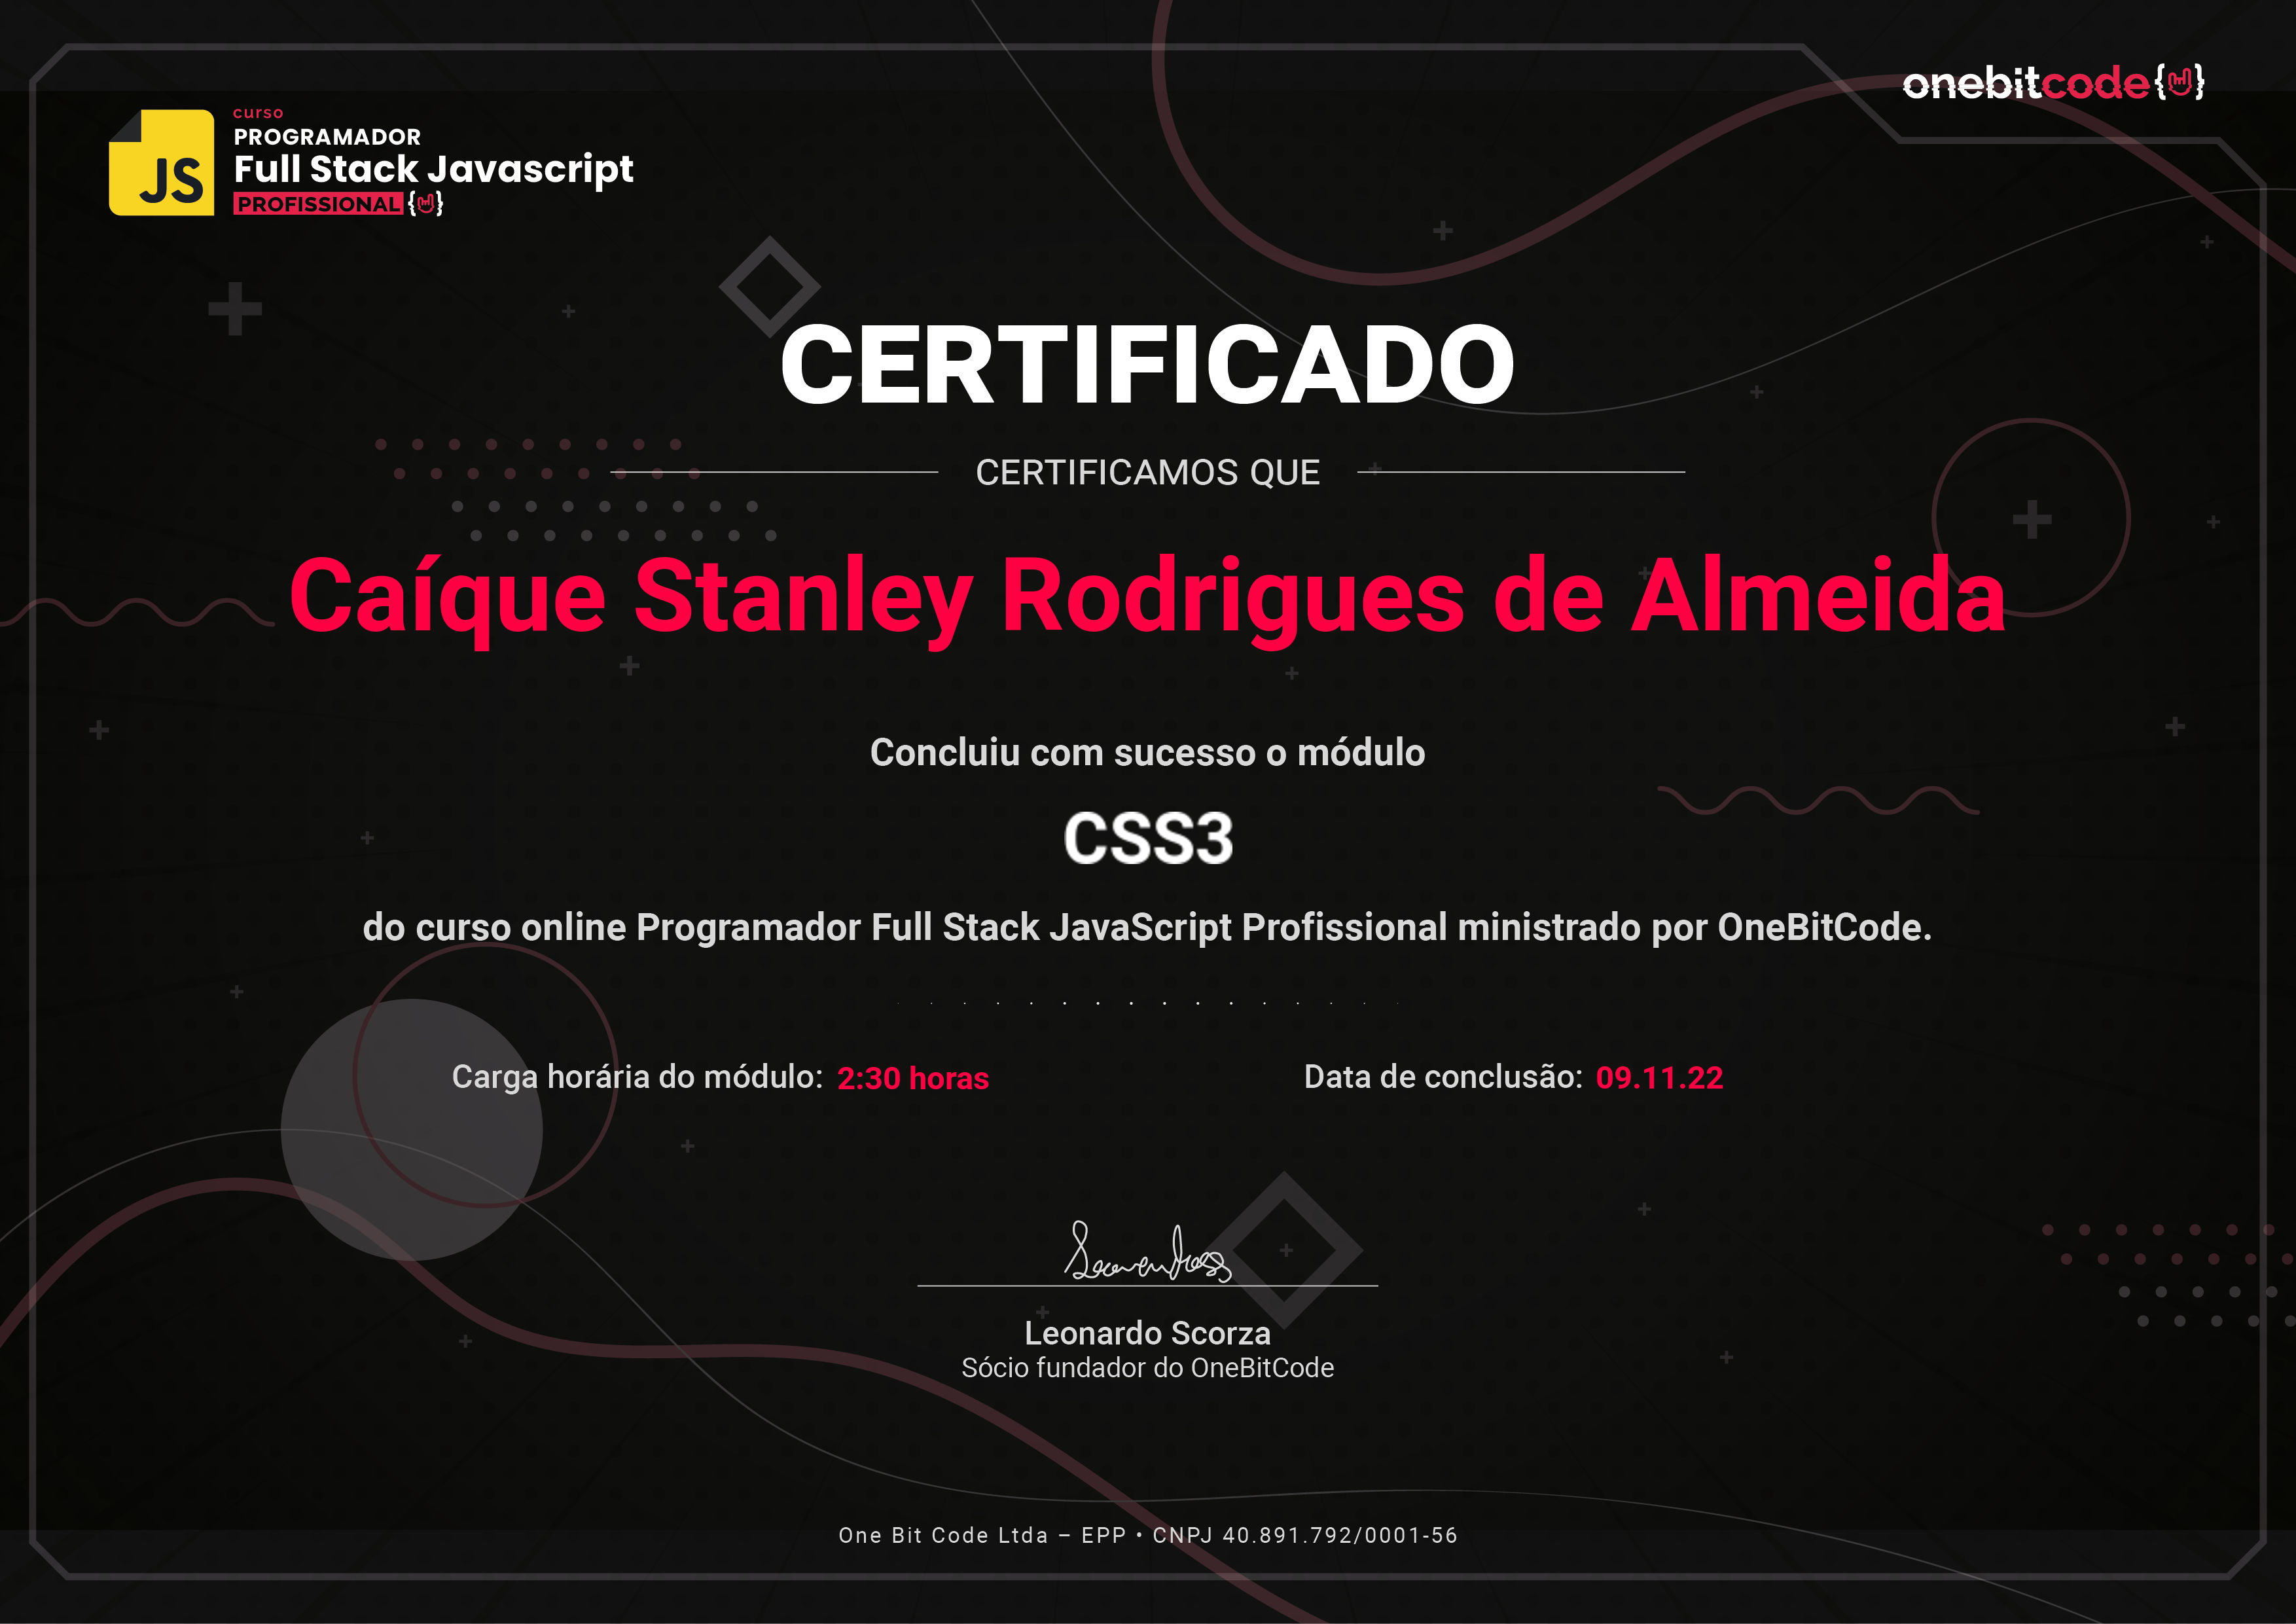 curso
PROGRAMADOR
Full Stack Javascript
PROFISSIONAL
JS
onebitcode
CERTIFICADO
CERTIFICAMOS QUE
Caíque Stanley Rodrigues de Almeida
Concluiu com sucesso o módulo
CSS3
do curso online Programador Full Stack JavaScript Profissional ministrado por OneBitCode.
Carga horária do módulo: 2:30 horas
Data de conclusão: 09.11.22
Leonardo Scorza
Sócio fundador do OneBitCode
One Bit Code Ltda – EPP • CNPJ 40.891.792/0001-56